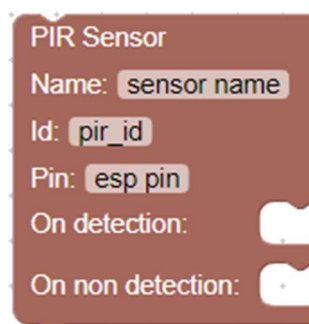 PIR Sensor
Name: sensor name
Id: pir_id
Pin: esp pin
On detection:
On non detection: